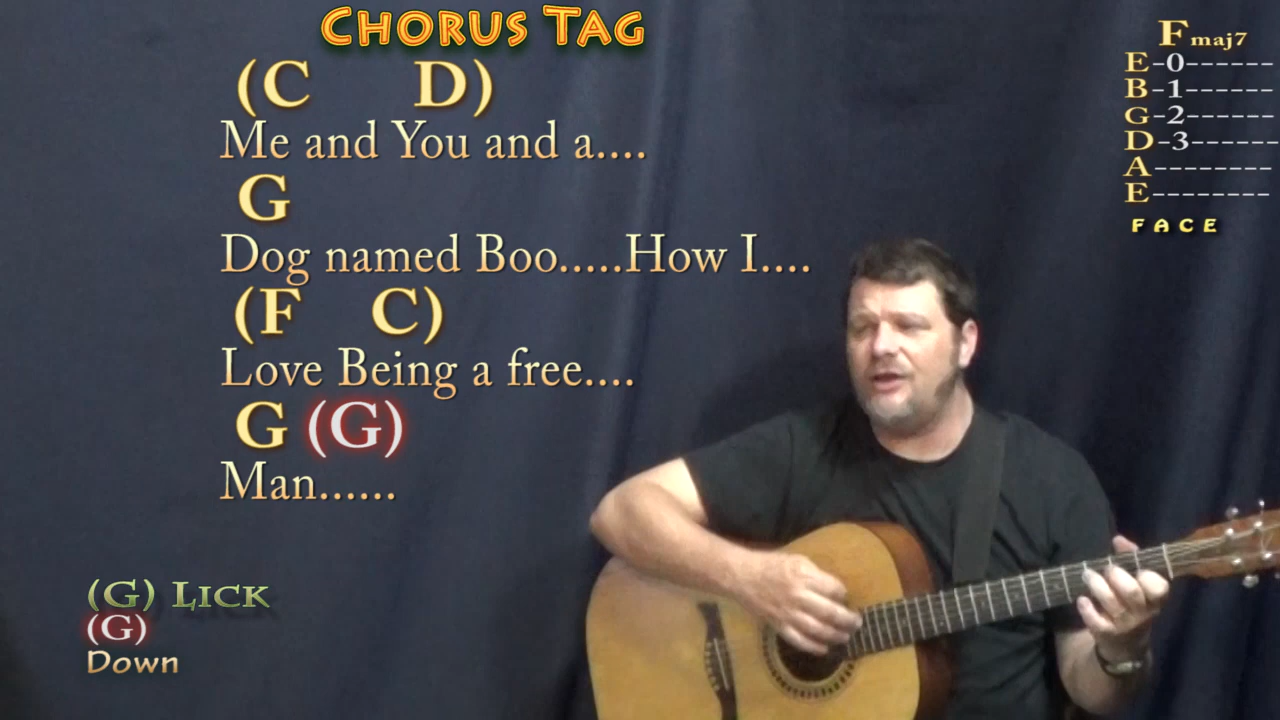 Chorus Tag
(C D)
Me and You and a....
G
Dog named Boo.....How I....
(F C)
Love Being a free....
G (G)
Man......
(G) Lick
(G)
Down
Fmaj7
E-0------
B-1------
G-2------
D-3------
A--------
E--------
FACE